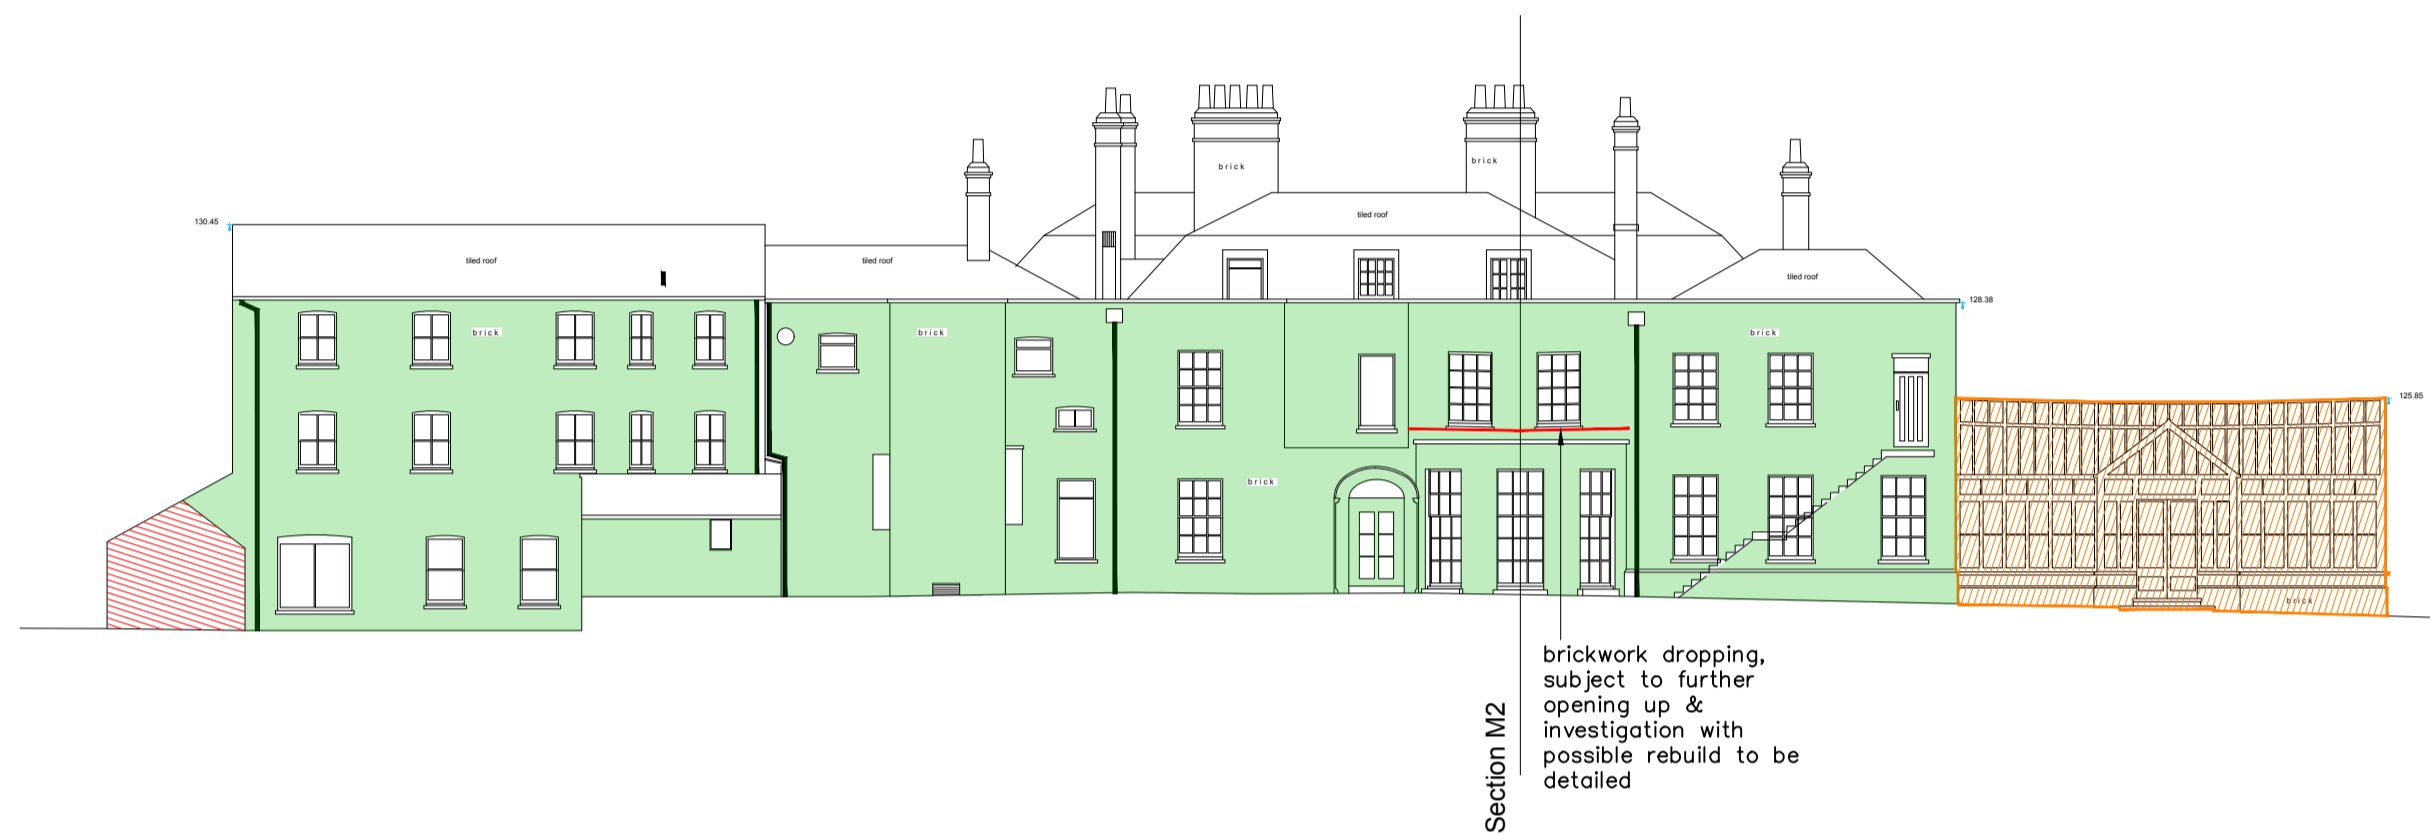 brick
brick
tiled roof
130.45
tiled roof
tiled roof
tiled roof
128.38
brick
brick
brick
125.85
brick
brick
brickwork dropping,
subject to further
opening up &
investigation with
possible rebuild to be
detailed
Section M2